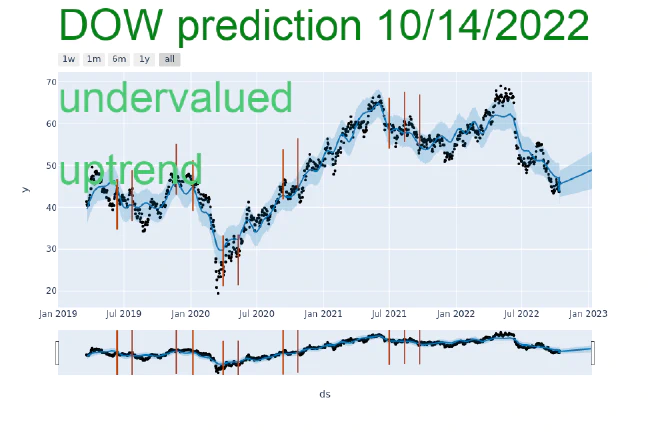 DOW prediction 10/14/2022
1w 1m 6m 1y all
undervalued
uptrend
70
60
50
40
30
20
y
Jan 2019 Jul 2019 Jan 2020 Jul 2020 Jan 2021 Jul 2021 Jan 2022 Jul 2022 Jan 2023
ds